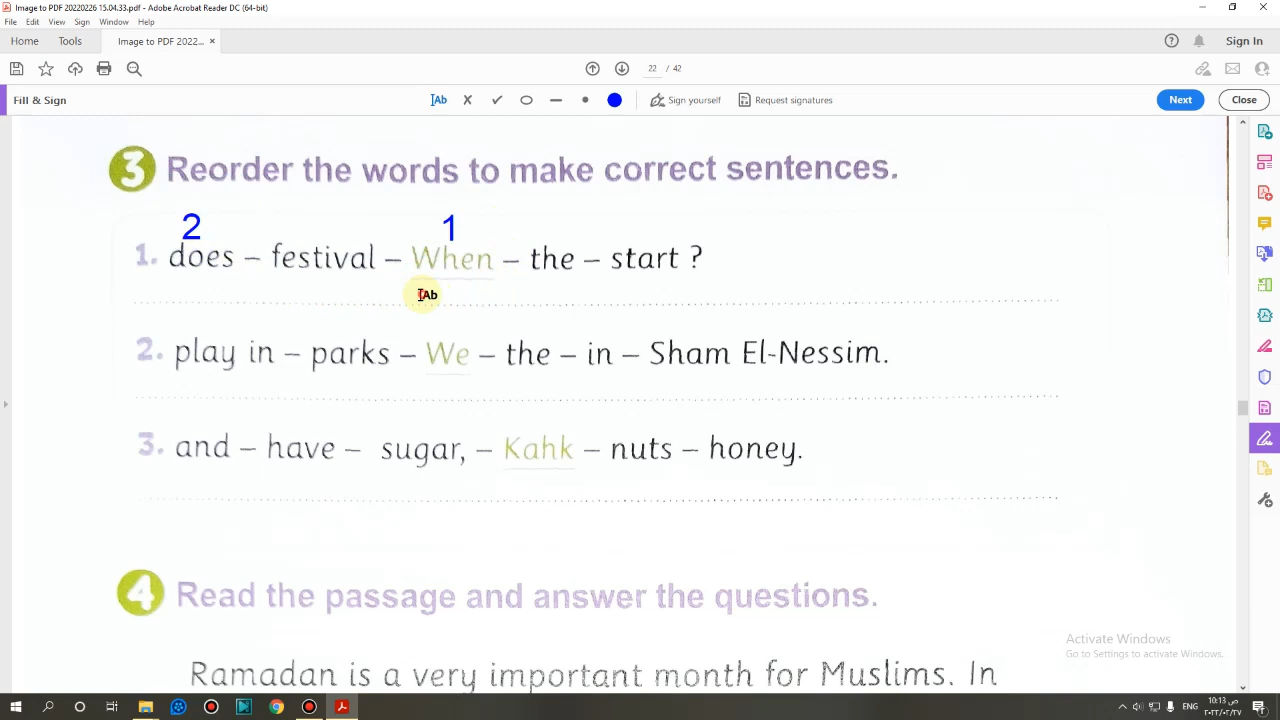 Image to PDF 20220226 15.04.33.pdf - Adobe Acrobat Reader DC (64-bit)
File Edit View Sign Window Help
Home Tools Image to PDF 2022... × Sign In
22 / 42
Fill & Sign Ab Sign yourself Request signatures Next Close
3 Reorder the words to make correct sentences.
2 1
1. does – festival – When – the – start ?
Ab
2. play in – parks – We – the – in – Sham El-Nessim.
3. and – have – sugar, – Kahk – nuts – honey.
4 Read the passage and answer the questions.
Activate Windows
Go to Settings to activate Windows.
Ramadan is a very important month for Muslims. In
ENG